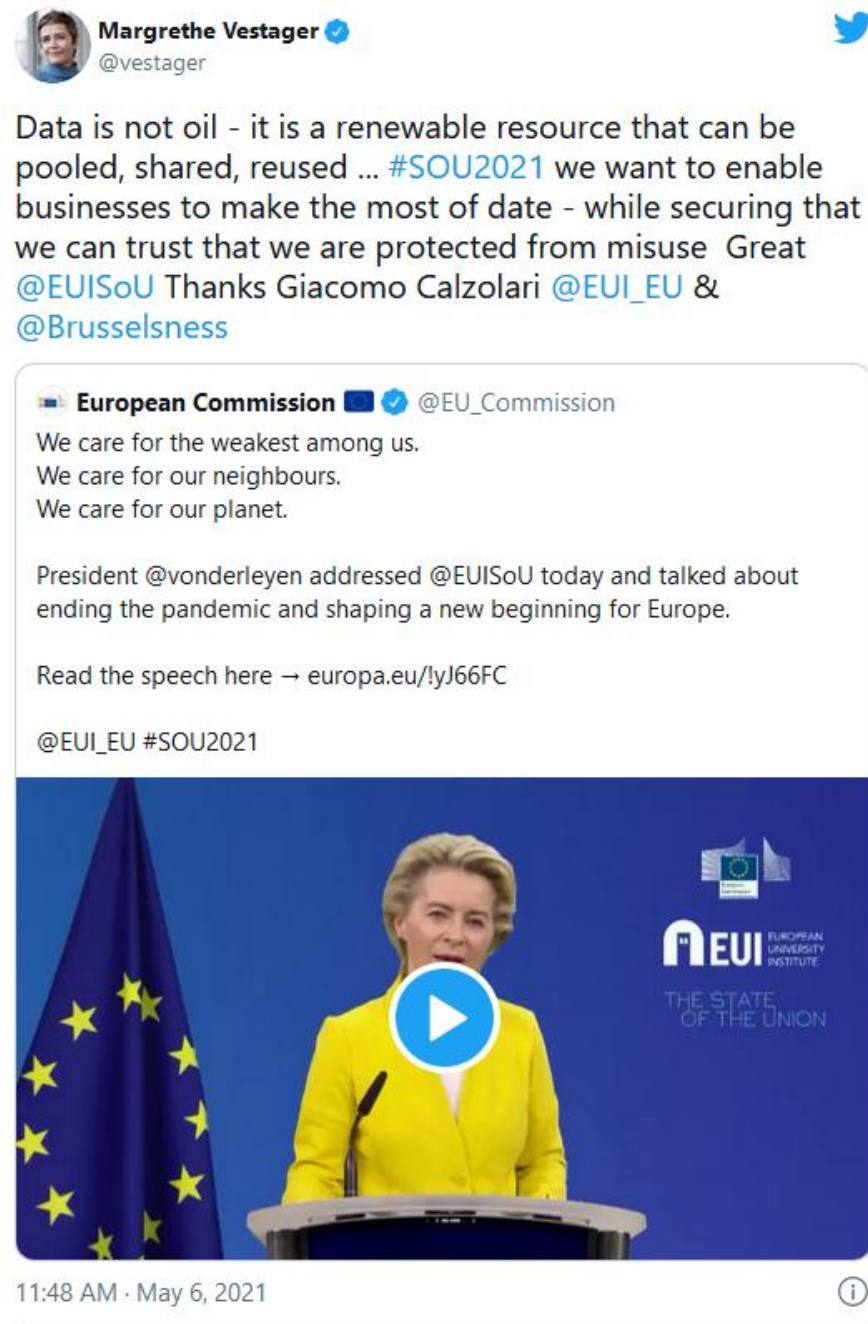 Margrethe Vestager
@vestager
Data is not oil - it is a renewable resource that can be
pooled, shared, reused ... #SOU2021 we want to enable
businesses to make the most of date - while securing that
we can trust that we are protected from misuse  Great
@EUISoU Thanks Giacomo Calzolari @EUI_EU &
@Brusselsness
European Commission @EU_Commission
We care for the weakest among us.
We care for our neighbours.
We care for our planet.
President @vonderleyen addressed @EUISoU today and talked about
ending the pandemic and shaping a new beginning for Europe.
Read the speech here → europa.eu/!yJ66FC
@EUI_EU #SOU2021
European
Commission
EUI EUROPEAN
UNIVERSITY
INSTITUTE
THE STATE
OF THE UNION
11:48 AM · May 6, 2021